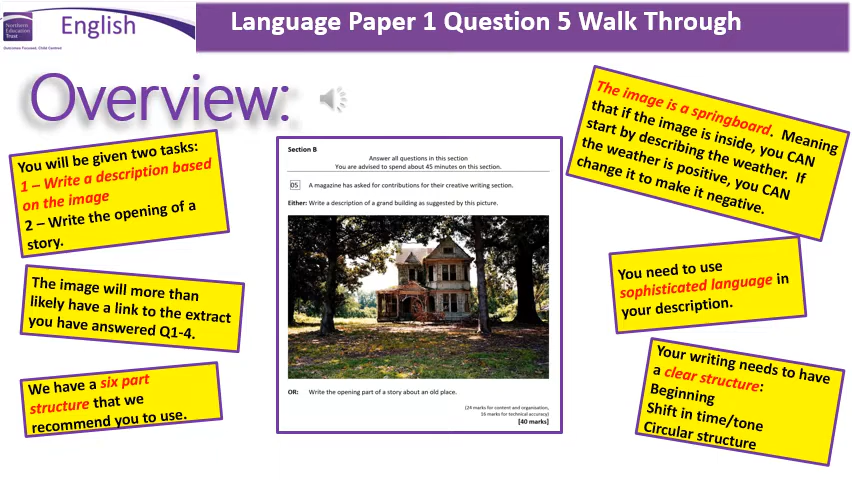 Northern
Education
Trust
Outcomes Focused, Child Centred
English
Language Paper 1 Question 5 Walk Through
Overview:
You will be given two tasks:
1 – Write a description based
on the image
2 – Write the opening of a
story.
The image will more than
likely have a link to the extract
you have answered Q1-4.
We have a six part
structure that we
recommend you to use.
Section B
Answer all questions in this section
You are advised to spend about 45 minutes on this section.
05 A magazine has asked for contributions for their creative writing section.
Either: Write a description of a grand building as suggested by this picture.
OR: Write the opening part of a story about an old place.
(24 marks for content and organisation,
16 marks for technical accuracy)
[40 marks]
The image is a springboard. Meaning
that if the image is inside, you CAN
start by describing the weather. If
the weather is positive, you CAN
change it to make it negative.
You need to use
sophisticated language in
your description.
Your writing needs to have
a clear structure:
Beginning
Shift in time/tone
Circular structure